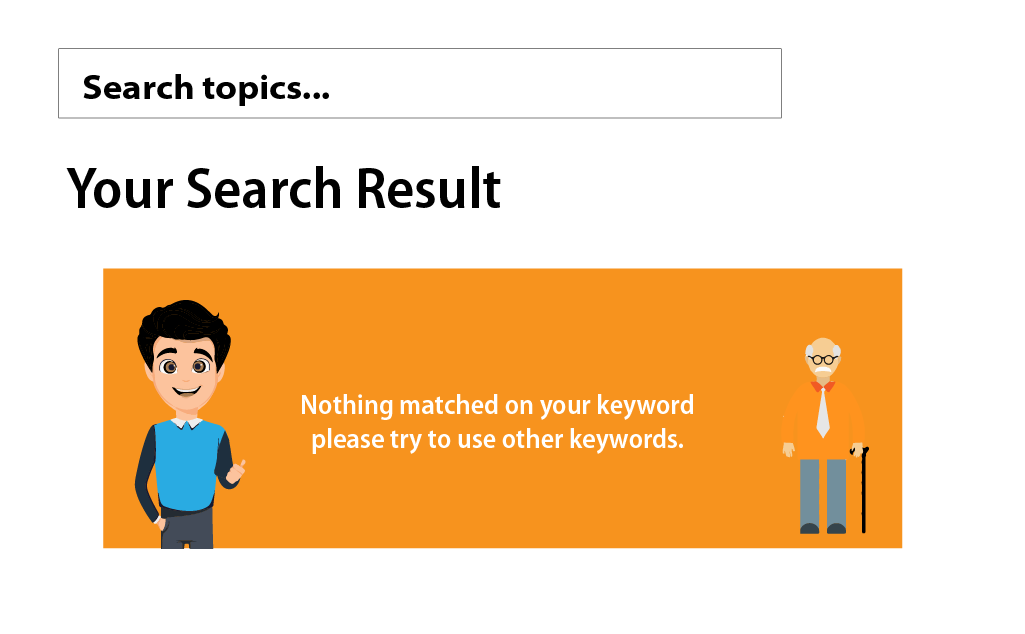 Search topics...
Your Search Result
Nothing matched on your keyword
please try to use other keywords.